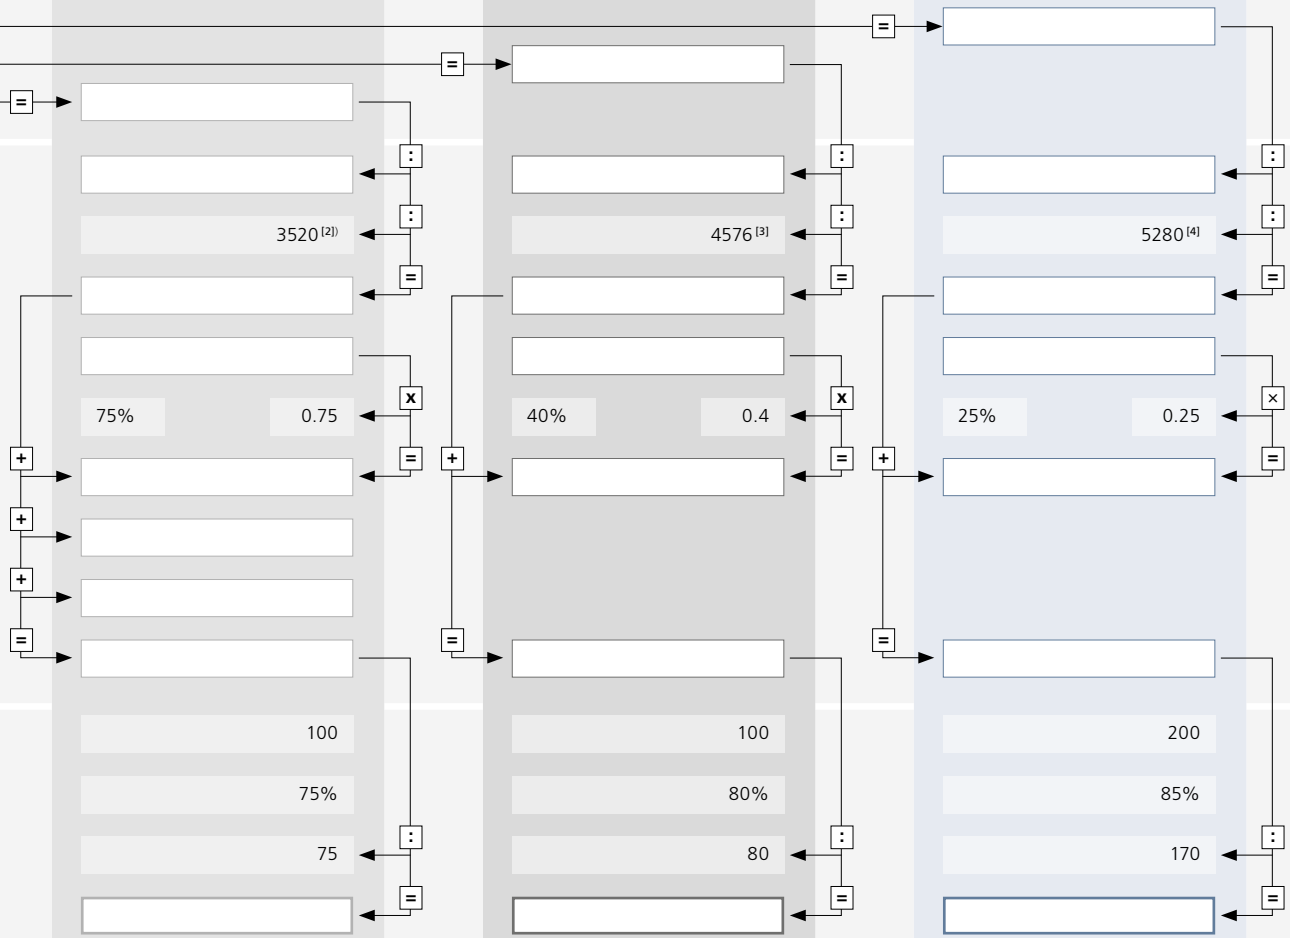 =
=
=
: : :
: : :
3520[2]) 4576[3] 5280[4]
= = =
x x ×
75% 0.75 40% 0.4 25% 0.25
+ = + = + =
+
+
= = =
100 100 200
75% 80% 85%
: : :
75 80 170
= = =